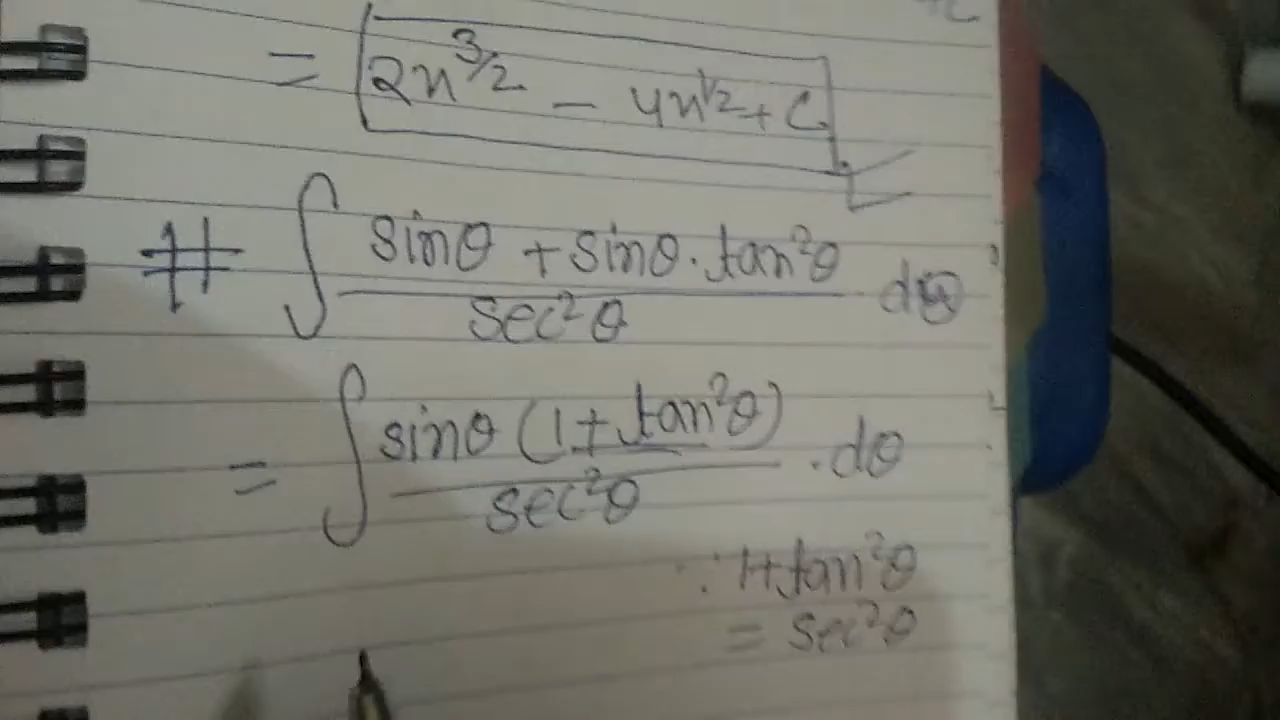 = 2x^3/2 - 4x^1/2 + C
# ∫ sinθ + sinθ · tan²θ / sec²θ dθ
= ∫ sinθ (1 + tan²θ) / sec²θ · dθ
∵ 1+tan²θ
= sec²θ